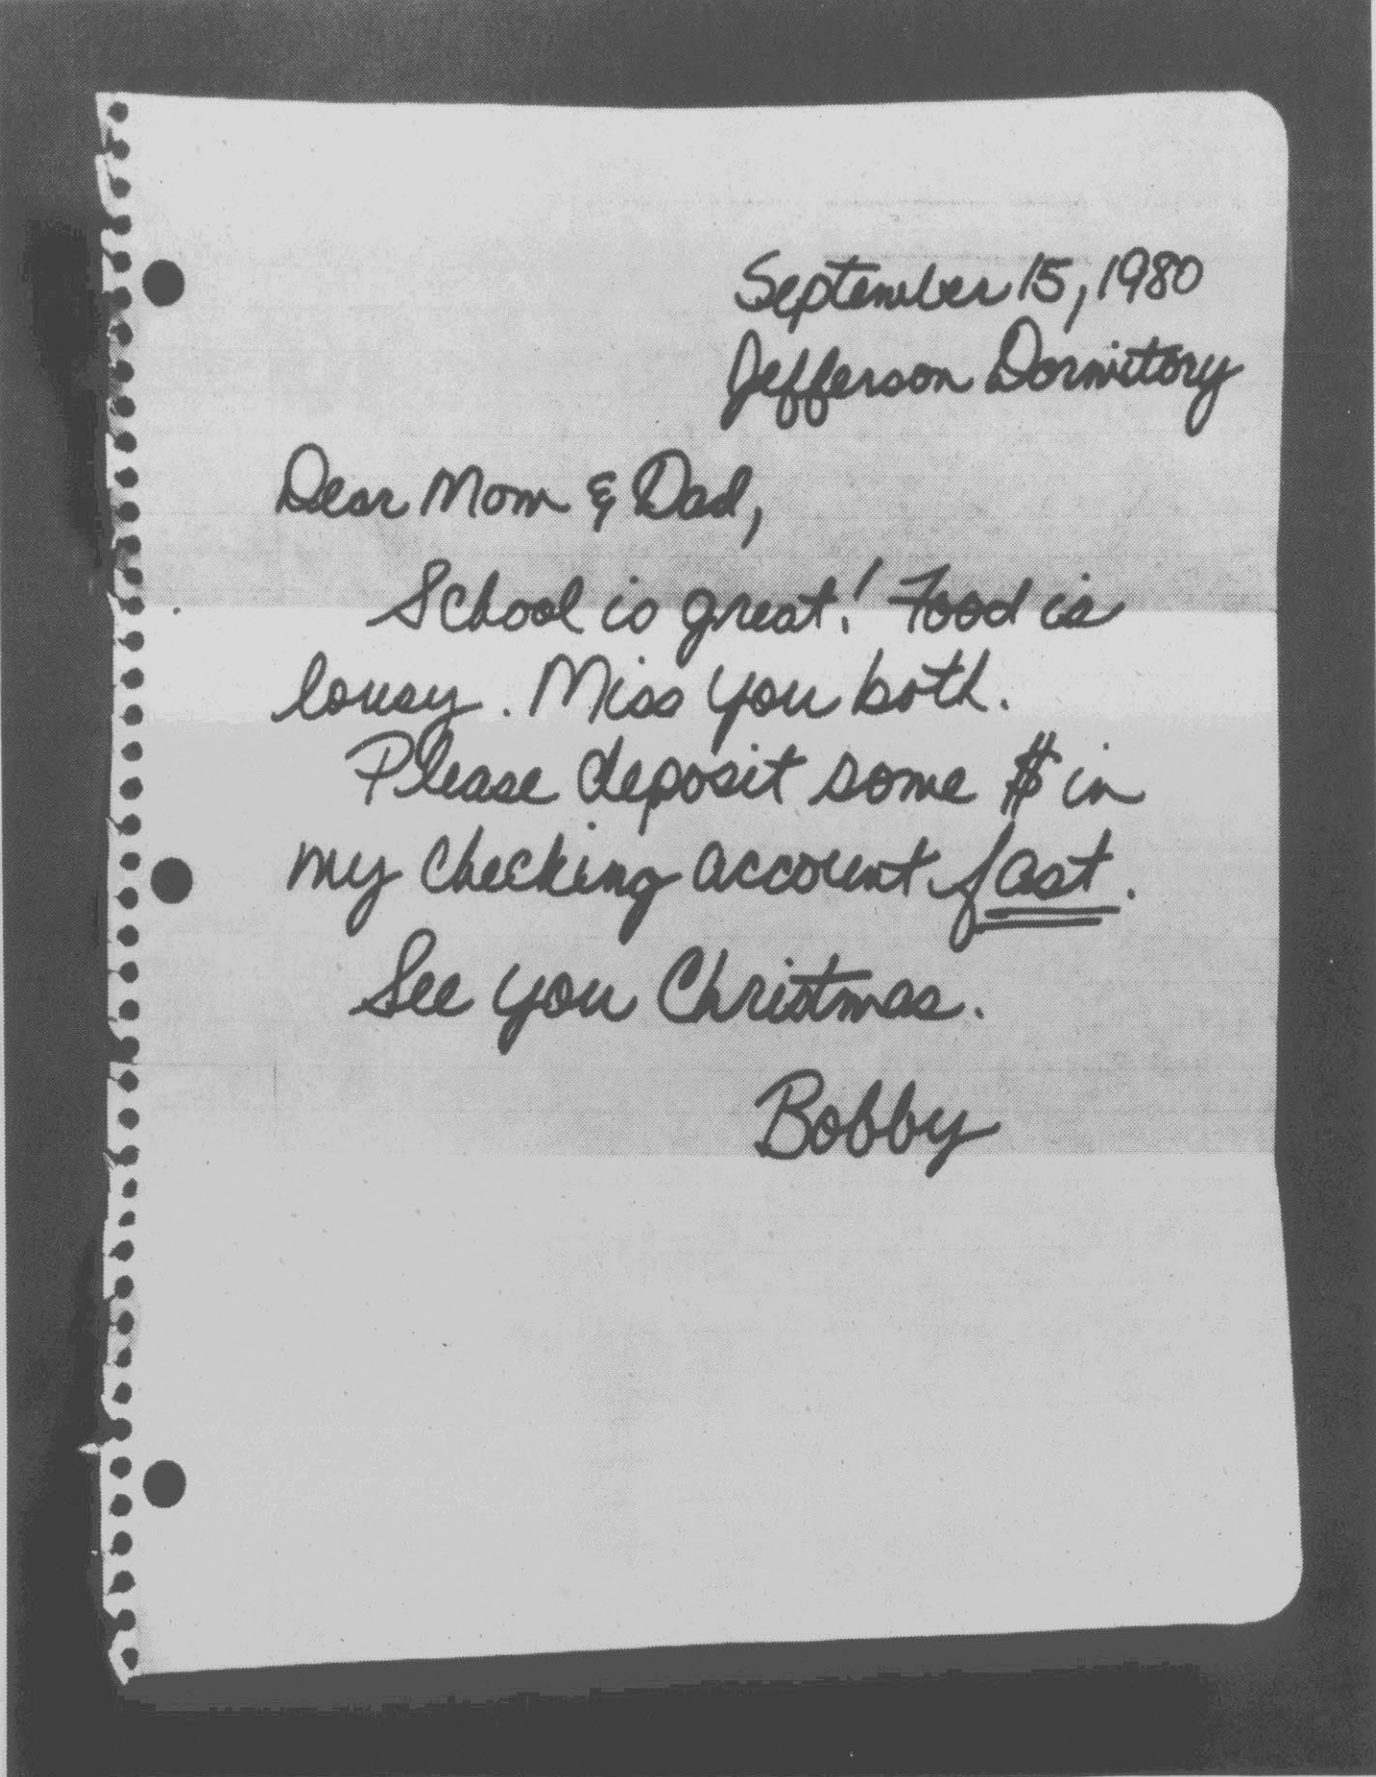 September 15, 1980
Jefferson Dormitory
Dear Mom & Dad,
School is great! Food is
lousy. Miss you both.
Please deposit some $ in
my checking account fast.
See you Christmas.
Bobby